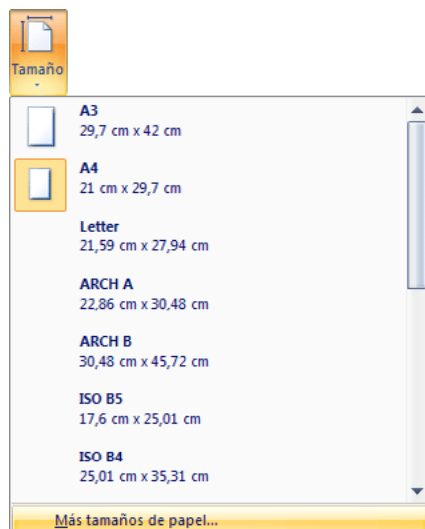 Tamaño
A3
29,7 cm x 42 cm
A4
21 cm x 29,7 cm
Letter
21,59 cm x 27,94 cm
ARCH A
22,86 cm x 30,48 cm
ARCH B
30,48 cm x 45,72 cm
ISO B5
17,6 cm x 25,01 cm
ISO B4
25,01 cm x 35,31 cm
Más tamaños de papel...